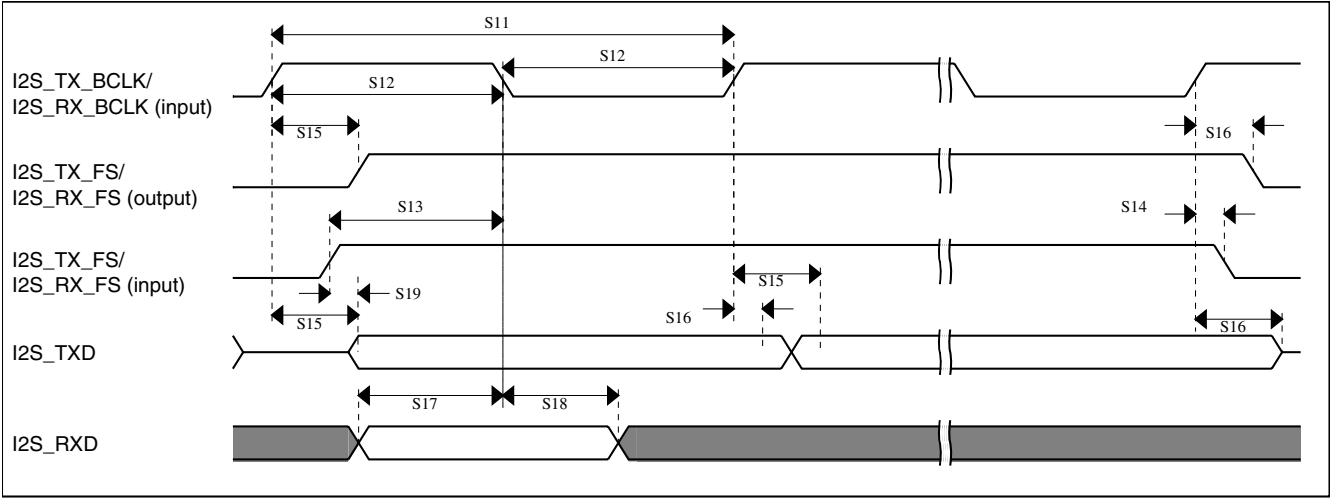 S11
S12
I2S_TX_BCLK/
I2S_RX_BCLK (input)
S12
S15
S16
I2S_TX_FS/
I2S_RX_FS (output)
S13
S14
I2S_TX_FS/
I2S_RX_FS (input)
S15
S19
S15
S16
S16
I2S_TXD
S17
S18
I2S_RXD